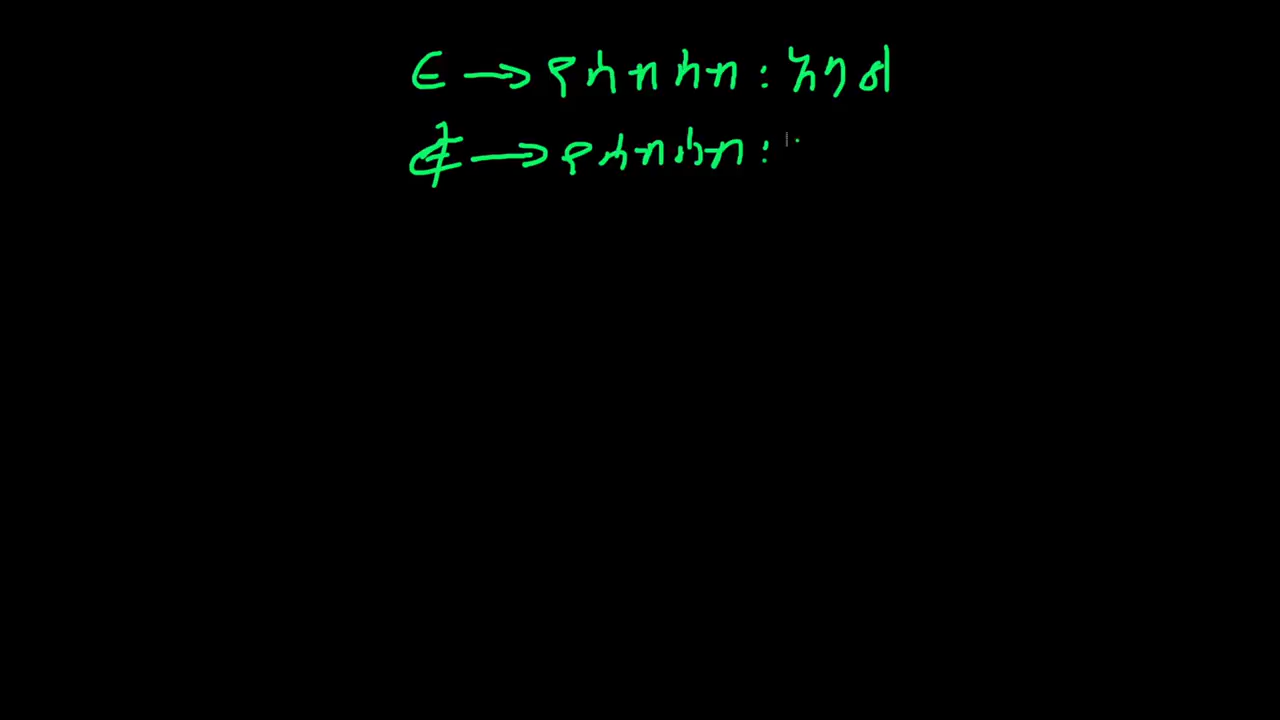 ∈ → የስብስብ : አባል
∉ → የስብስብ :